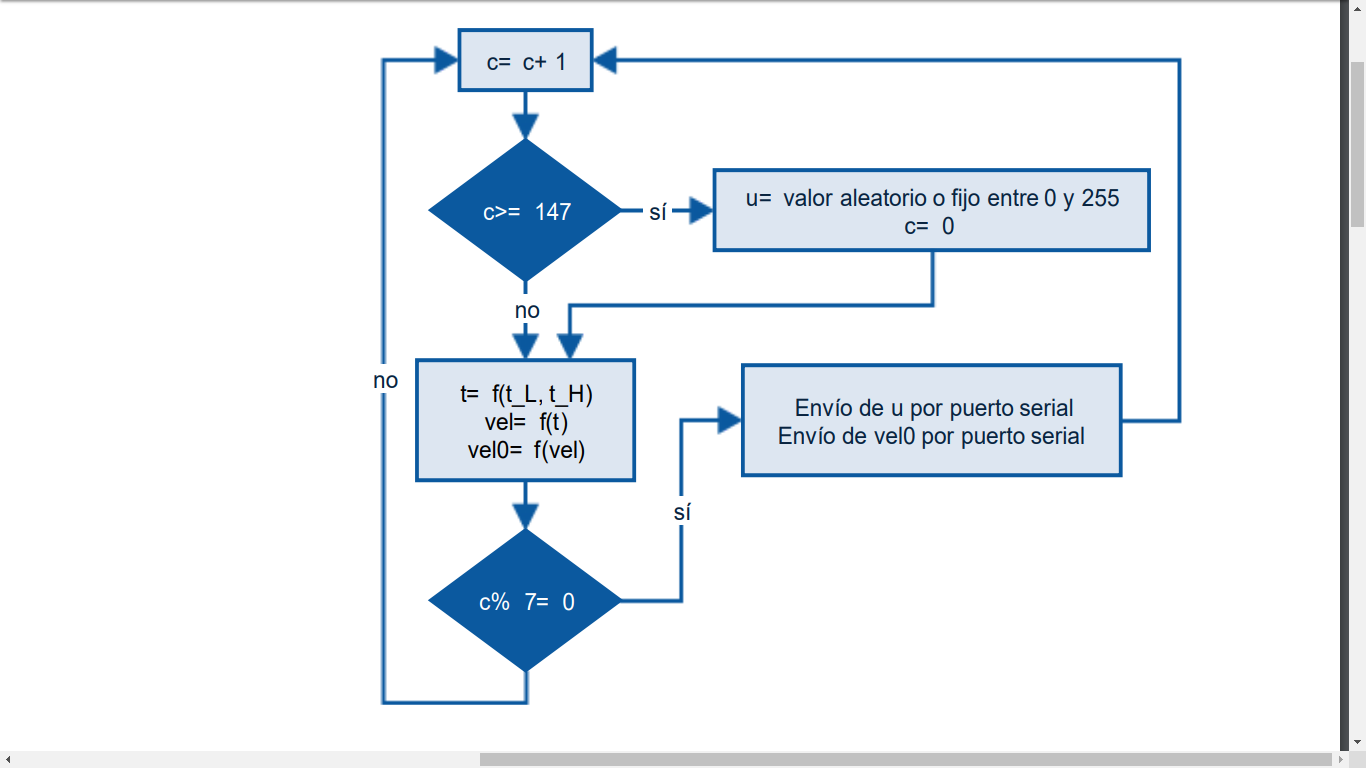 c= c+ 1
c>= 147
sí
u= valor aleatorio o fijo entre 0 y 255
c= 0
no
no
t= f(t_L, t_H)
vel= f(t)
vel0= f(vel)
Envío de u por puerto serial
Envío de vel0 por puerto serial
sí
c% 7= 0